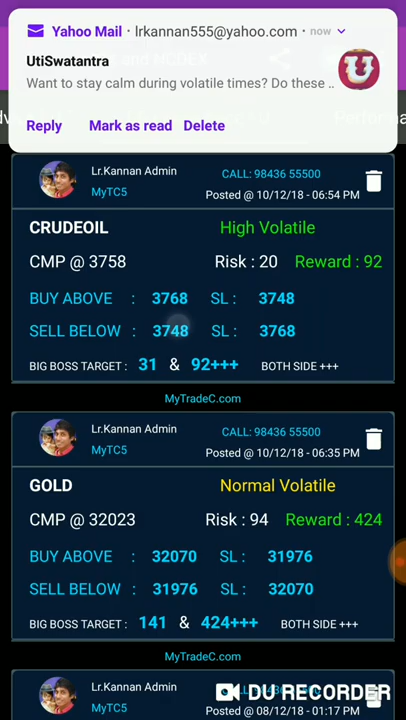 Yahoo Mail · lrkannan555@yahoo.com · now
UtiSwatantra
Want to stay calm during volatile times? Do these ..
Reply Mark as read Delete
Lr.Kannan Admin CALL: 98436 55500
MyTC5 Posted @ 10/12/18 - 06:54 PM
CRUDEOIL High Volatile
CMP @ 3758 Risk : 20 Reward : 92
BUY ABOVE : 3768 SL : 3748
SELL BELOW : 3748 SL : 3768
BIG BOSS TARGET : 31 & 92+++ BOTH SIDE +++
MyTradeC.com
Lr.Kannan Admin CALL: 98436 55500
MyTC5 Posted @ 10/12/18 - 06:35 PM
GOLD Normal Volatile
CMP @ 32023 Risk : 94 Reward : 424
BUY ABOVE : 32070 SL : 31976
SELL BELOW : 31976 SL : 32070
BIG BOSS TARGET : 141 & 424+++ BOTH SIDE +++
MyTradeC.com
Lr.Kannan Admin
DU RECORDER
MyTC5 Posted @ 08/12/18 - 01:17 PM